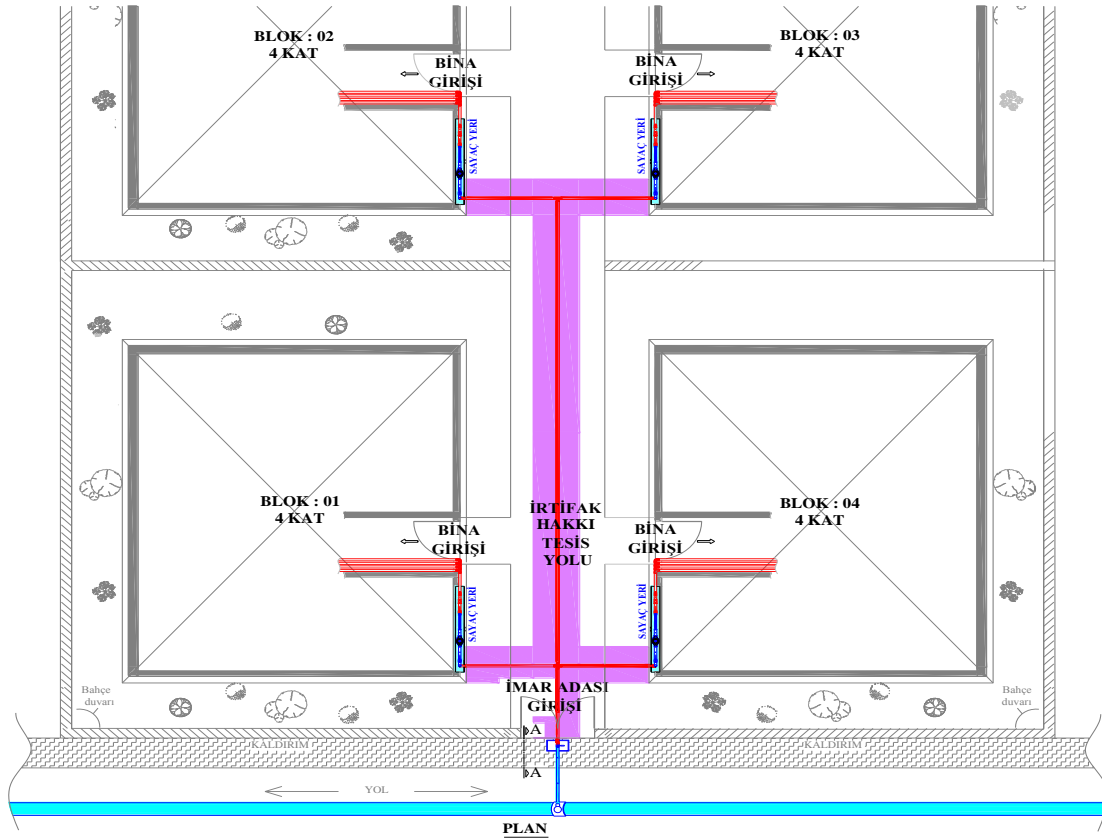 BLOK : 02
4 KAT
BİNA
GİRİŞİ
BİNA
GİRİŞİ
BLOK : 03
4 KAT
SAYAÇ YERİ
SAYAÇ YERİ
BLOK : 01
4 KAT
BİNA
GİRİŞİ
İRTİFAK
HAKKI
TESİS
YOLU
BİNA
GİRİŞİ
BLOK : 04
4 KAT
SAYAÇ YERİ
SAYAÇ YERİ
Bahçe
duvarı
İMAR ADASI
GİRİŞİ
Bahçe
duvarı
A
KALDIRIM
KALDIRIM
A
YOL
PLAN